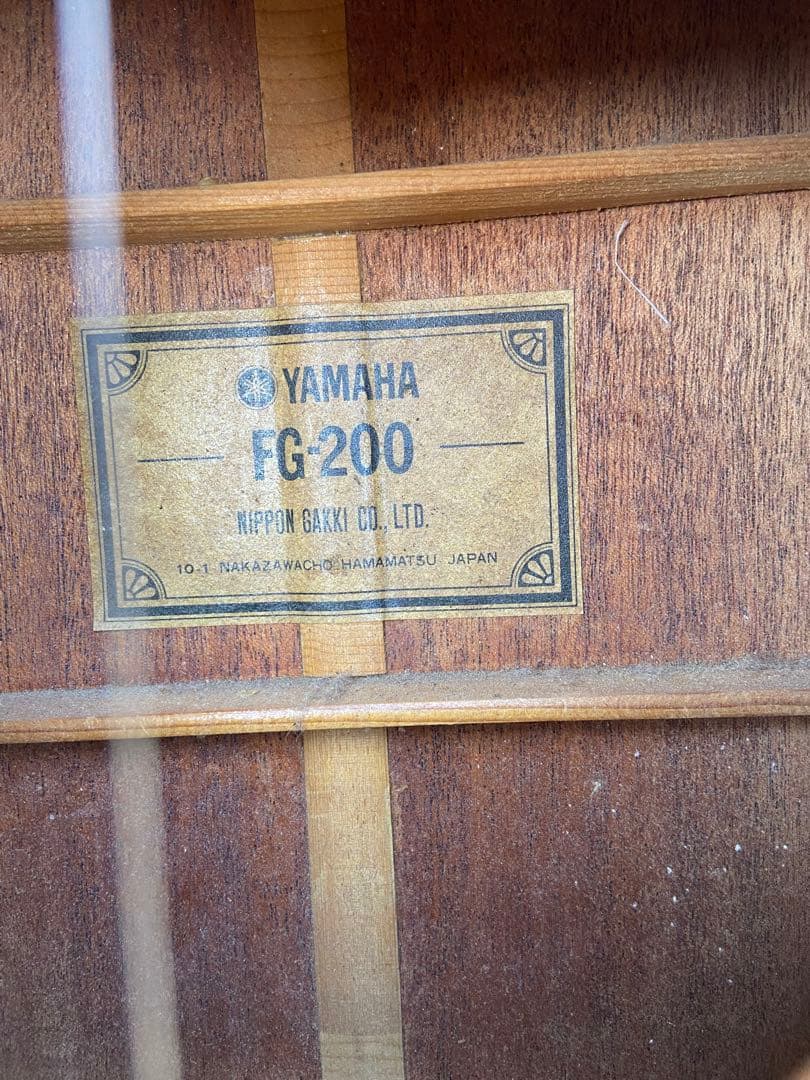 YAMAHA
FG-200
NIPPON GAKKI CO., LTD.
10-1 NAKAZAWACHO HAMAMATSU JAPAN